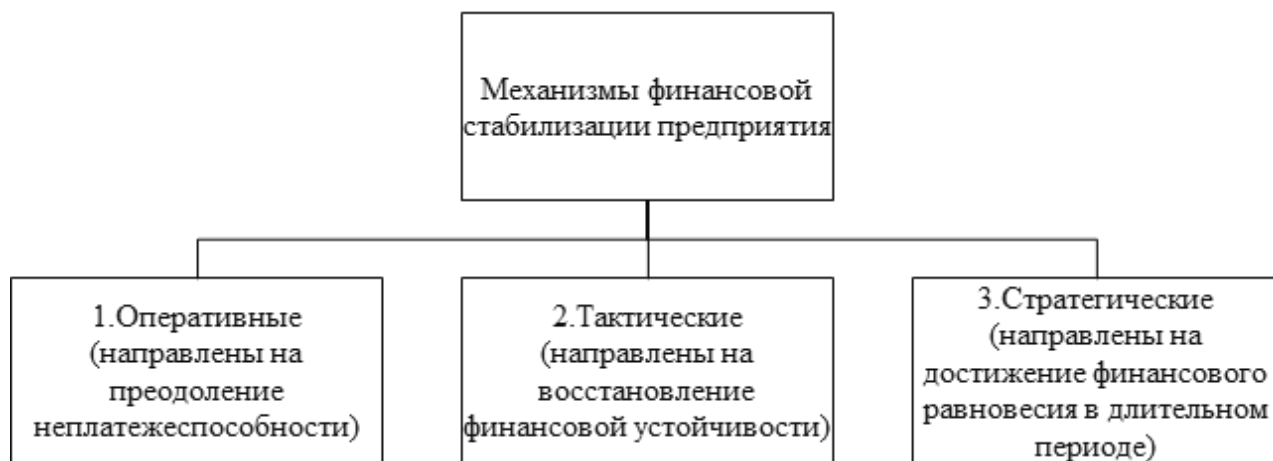 Механизмы финансовой
стабилизации предприятия
1.Оперативные
(направлены на
преодоление
неплатежеспособности)
2.Тактические
(направлены на
восстановление
финансовой устойчивости)
3.Стратегические
(направлены на
достижение финансового
равновесия в длительном
периоде)